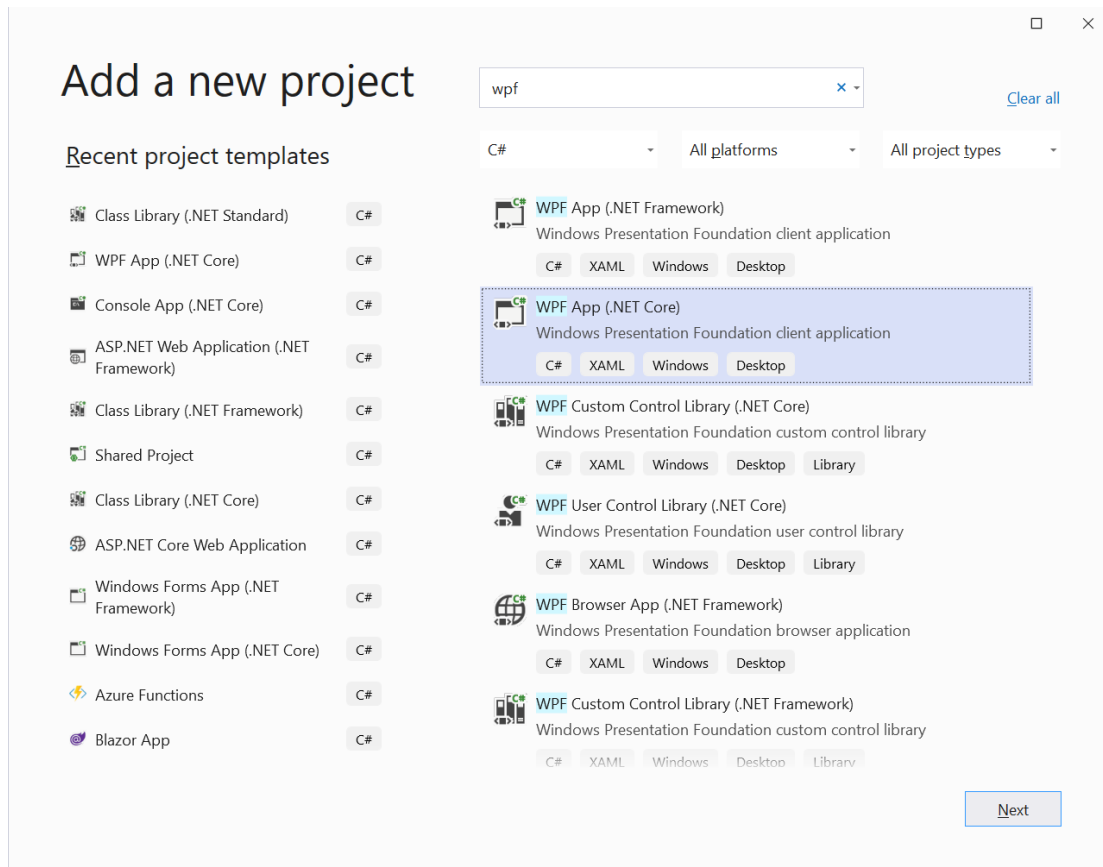 Add a new project
wpf
Clear all
C#
All platforms
All project types
Recent project templates
Class Library (.NET Standard)
C#
WPF App (.NET Core)
C#
Console App (.NET Core)
C#
ASP.NET Web Application (.NET
Framework)
C#
Class Library (.NET Framework)
C#
Shared Project
C#
Class Library (.NET Core)
C#
ASP.NET Core Web Application
C#
Windows Forms App (.NET
Framework)
C#
Windows Forms App (.NET Core)
C#
Azure Functions
C#
Blazor App
C#
WPF App (.NET Framework)
Windows Presentation Foundation client application
C# XAML Windows Desktop
WPF App (.NET Core)
Windows Presentation Foundation client application
C# XAML Windows Desktop
WPF Custom Control Library (.NET Core)
Windows Presentation Foundation custom control library
C# XAML Windows Desktop Library
WPF User Control Library (.NET Core)
Windows Presentation Foundation user control library
C# XAML Windows Desktop Library
WPF Browser App (.NET Framework)
Windows Presentation Foundation browser application
C# XAML Windows Desktop
WPF Custom Control Library (.NET Framework)
Windows Presentation Foundation custom control library
C# XAML Windows Desktop Library
Next